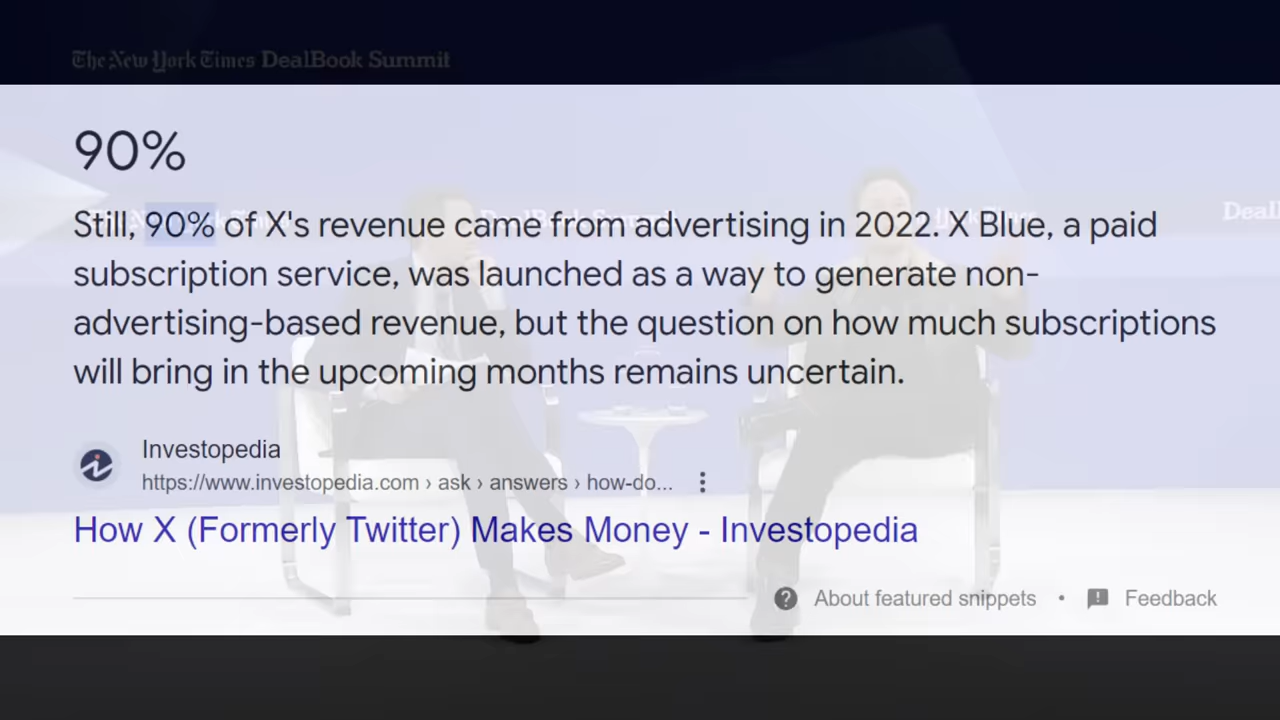 The New York Times DealBook Summit
90%
Still, 90% of X's revenue came from advertising in 2022. X Blue, a paid
subscription service, was launched as a way to generate non-
advertising-based revenue, but the question on how much subscriptions
will bring in the upcoming months remains uncertain.
DealBook Summit
Deal
Investopedia
https://www.investopedia.com › ask › answers › how-do...
How X (Formerly Twitter) Makes Money - Investopedia
About featured snippets • Feedback